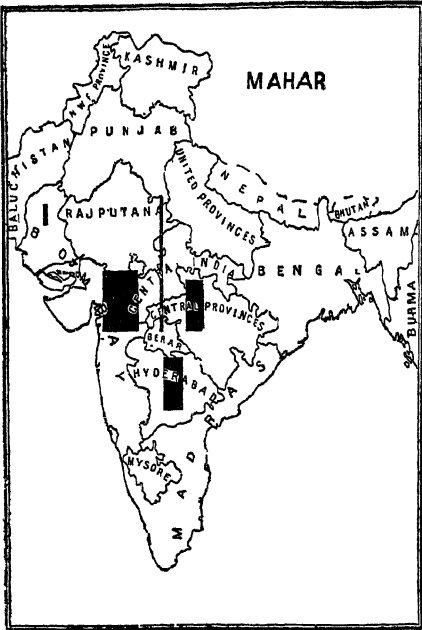 KASHMIR
MAHAR
N.W.F. PROVINCE
PUNJAB
BALUCHISTAN
UNITED PROVINCES
NEPAL
BHUTAN
RAJPUTANA
ASSAM
CENTRAL INDIA
BENGAL
BOMBAY
CENTRAL PROVINCES
BURMA
BERAR
HYDERABAD
MYSORE
MADRAS